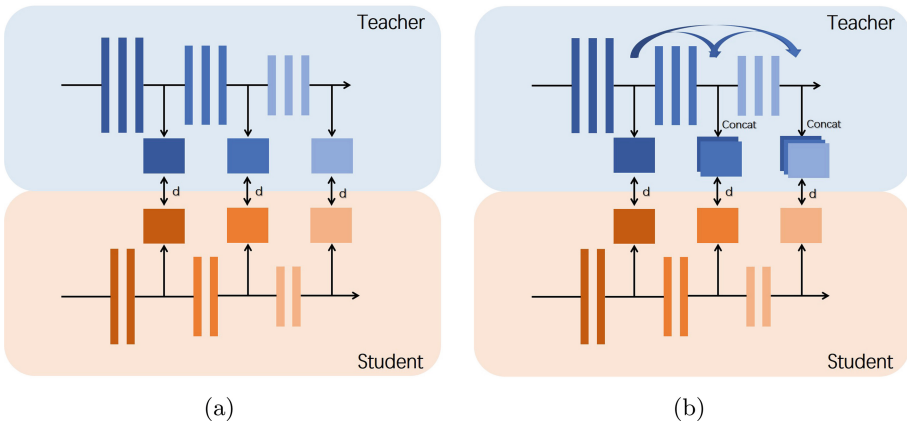 Teacher
d
d
d
Student
(a)
Teacher
Concat
Concat
d
d
d
Student
(b)